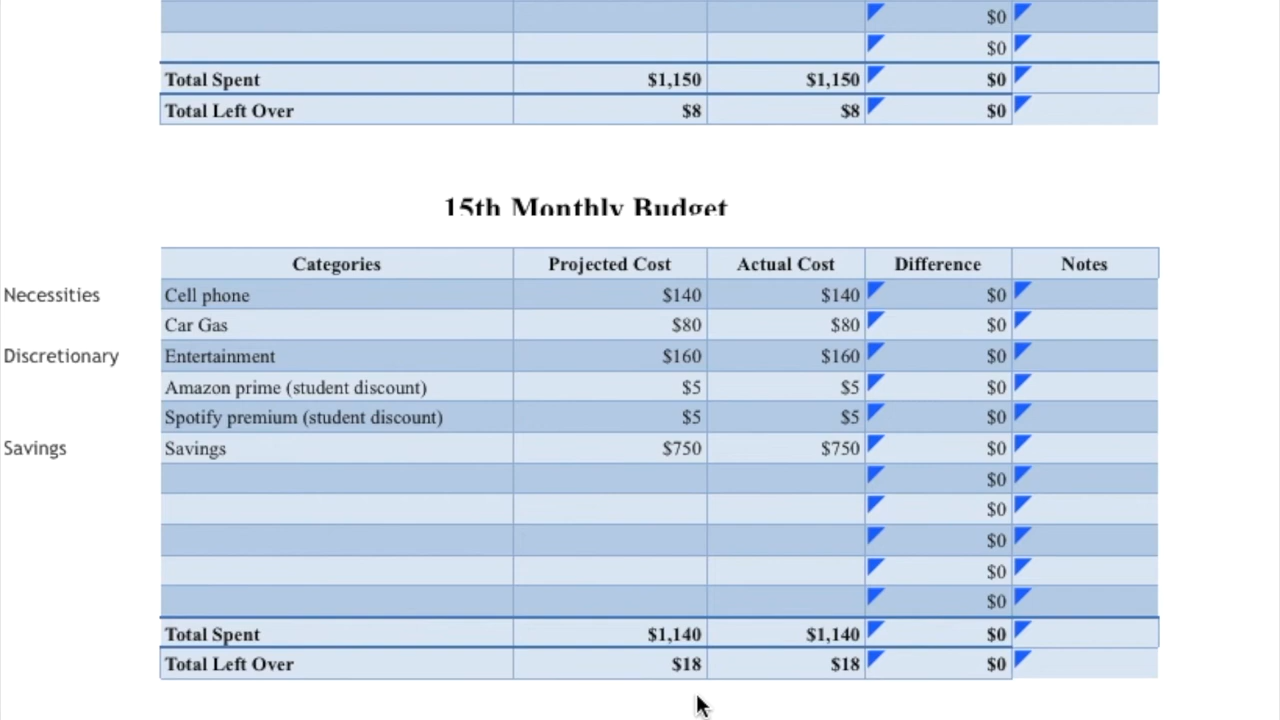 $0
$0
Total Spent $1,150 $1,150 $0
Total Left Over $8 $8 $0
15th Monthly Budget
Categories Projected Cost Actual Cost Difference Notes
Necessities Cell phone $140 $140 $0
Car Gas $80 $80 $0
Discretionary Entertainment $160 $160 $0
Amazon prime (student discount) $5 $5 $0
Spotify premium (student discount) $5 $5 $0
Savings Savings $750 $750 $0
$0
$0
$0
$0
$0
Total Spent $1,140 $1,140 $0
Total Left Over $18 $18 $0